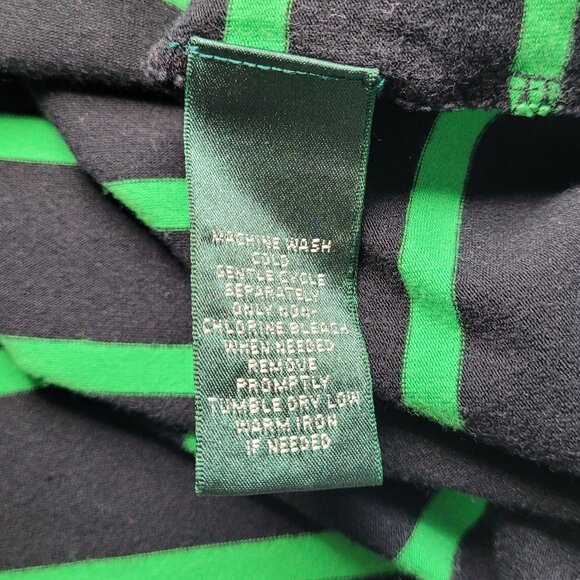 MACHINE WASH
COLD
GENTLE CYCLE
SEPARATELY
ONLY NON-
CHLORINE BLEACH
WHEN NEEDED
REMOVE
PROMPTLY
TUMBLE DRY LOW
WARM IRON
IF NEEDED